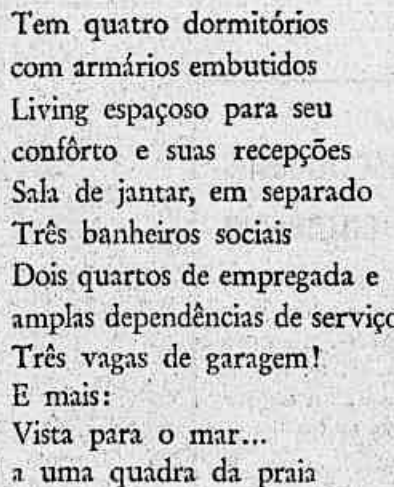 Tem quatro dormitórios
com armários embutidos
Living espaçoso para seu
confôrto e suas recepções
Sala de jantar, em separado
Três banheiros sociais
Dois quartos de empregada e
amplas dependências de serviço
Três vagas de garagem!
E mais:
Vista para o mar...
a uma quadra da praia